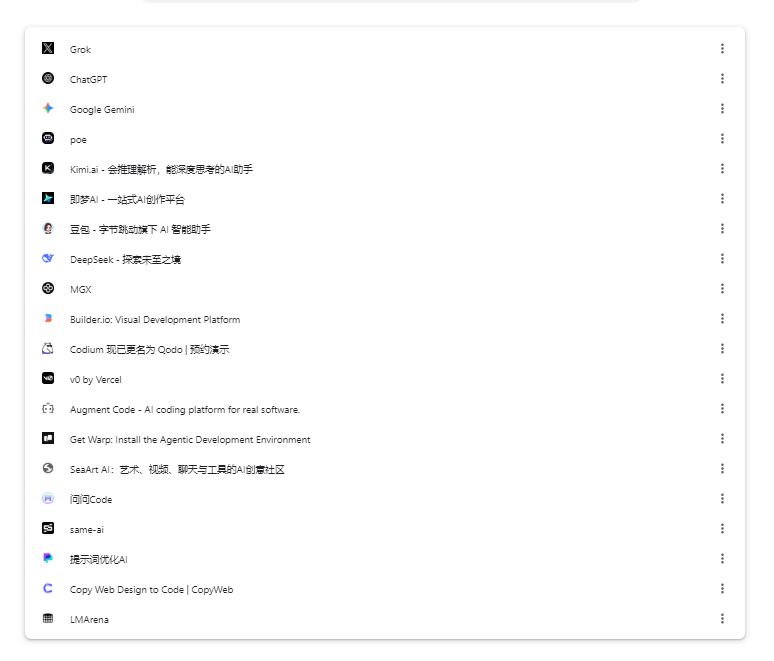 Grok
ChatGPT
Google Gemini
poe
Kimi.ai - 会推理解析，能深度思考的AI助手
即梦AI - 一站式AI创作平台
豆包 - 字节跳动旗下 AI 智能助手
DeepSeek - 探索未至之境
MGX
Builder.io: Visual Development Platform
Codium 现已更名为 Qodo | 预约演示
v0 by Vercel
Augment Code - AI coding platform for real software.
Get Warp: Install the Agentic Development Environment
SeaArt AI：艺术、视频、聊天与工具的AI创意社区
问问Code
same-ai
提示词优化AI
Copy Web Design to Code | CopyWeb
LMArena